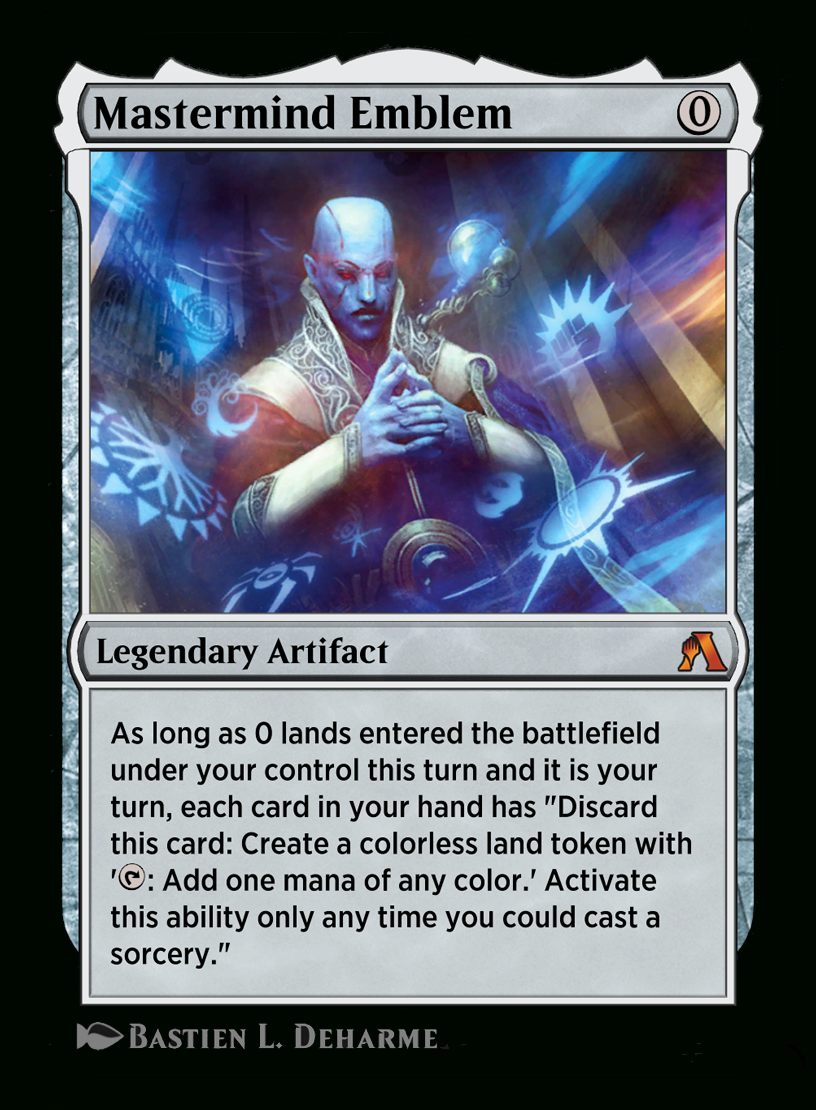 Mastermind Emblem 0
Legendary Artifact
As long as 0 lands entered the battlefield
under your control this turn and it is your
turn, each card in your hand has "Discard
this card: Create a colorless land token with
': Add one mana of any color.' Activate
this ability only any time you could cast a
sorcery."
Bastien L. Deharme